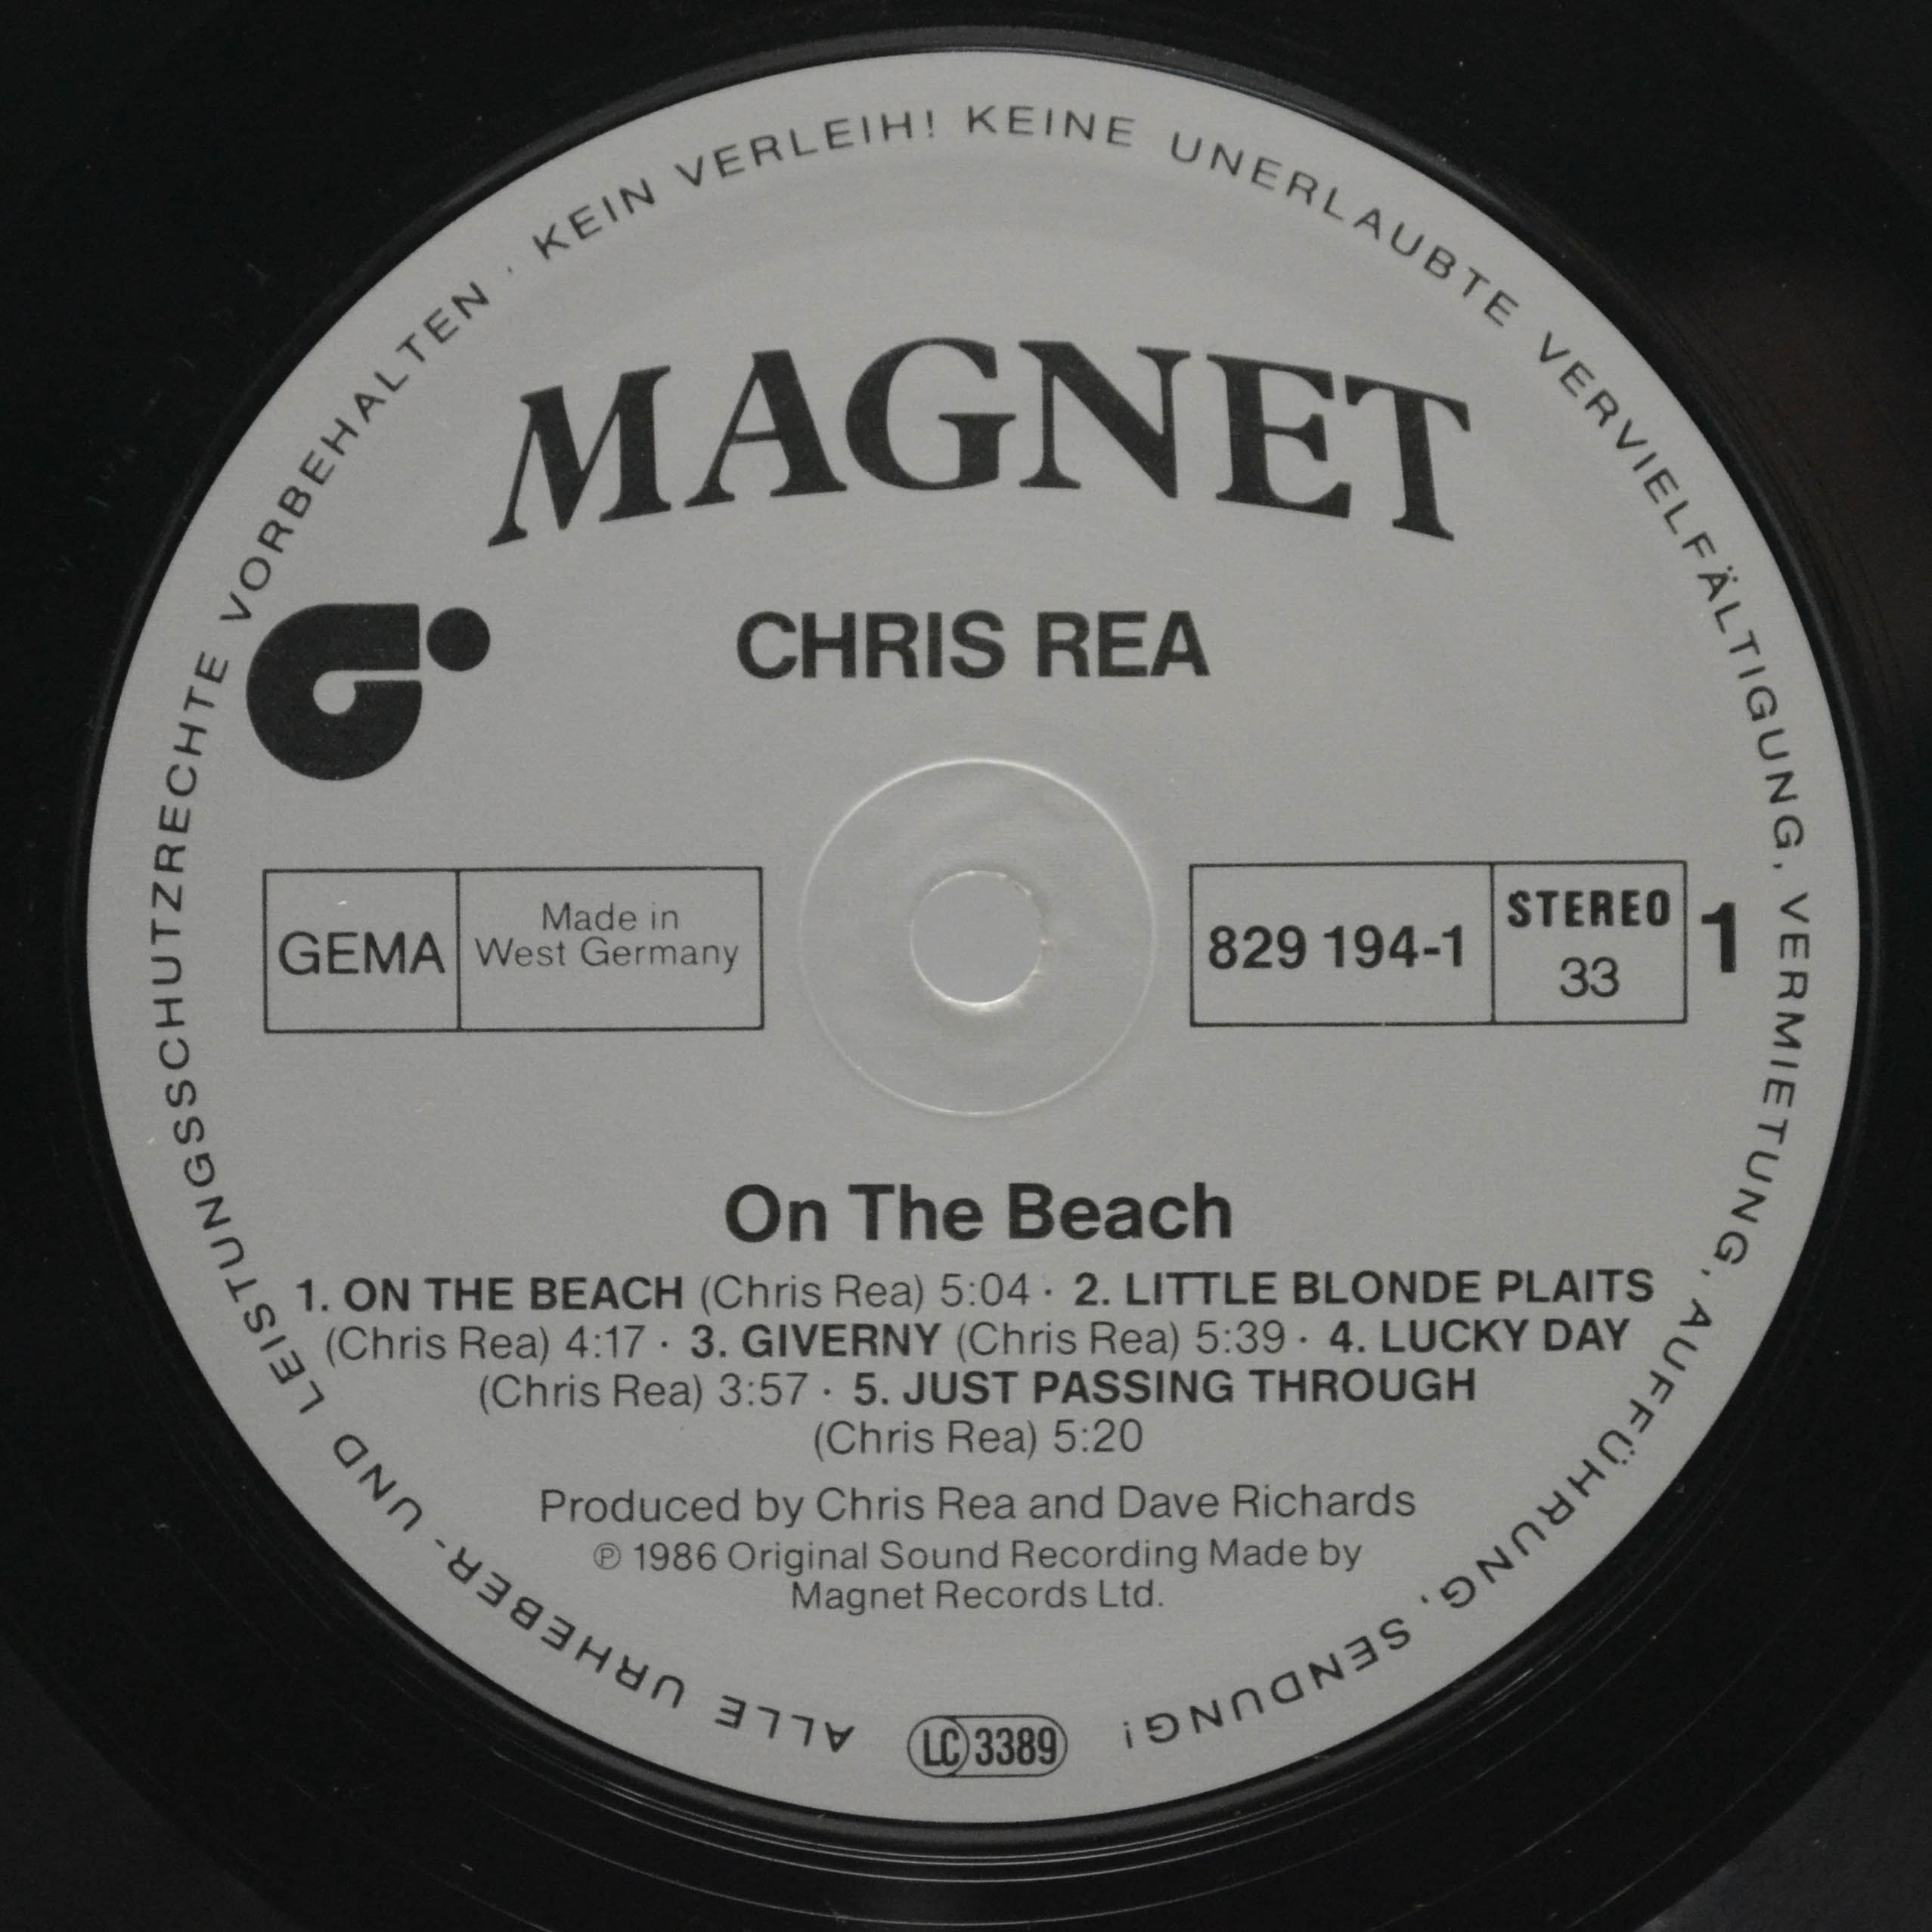 ALLE URHEBER- UND LEISTUNGSSCHUTZRECHTE VORBEHALTEN · KEIN VERLEIH! KEINE UNERLAUBTE VERVIELFÄLTIGUNG, VERMIETUNG, AUFFÜHRUNG, SENDUNG!
MAGNET
CHRIS REA
GEMA
Made in
West Germany
829 194-1
STEREO
33
1
On The Beach
1. ON THE BEACH (Chris Rea) 5:04 · 2. LITTLE BLONDE PLAITS
(Chris Rea) 4:17 · 3. GIVERNY (Chris Rea) 5:39 · 4. LUCKY DAY
(Chris Rea) 3:57 · 5. JUST PASSING THROUGH
(Chris Rea) 5:20
Produced by Chris Rea and Dave Richards
℗ 1986 Original Sound Recording Made by
Magnet Records Ltd.
LC 3389